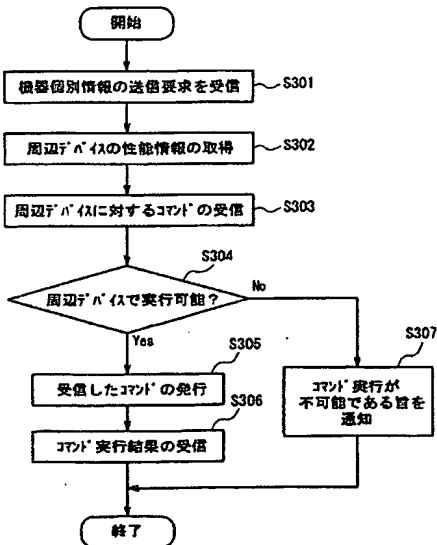 開始
機器個別情報の送信要求を受信
S301
周辺ﾃﾞﾊﾞｲｽの性能情報の取得
S302
周辺ﾃﾞﾊﾞｲｽに対するｺﾏﾝﾄﾞの受信
S303
S304
周辺ﾃﾞﾊﾞｲｽで実行可能？
No
Yes
S305
受信したｺﾏﾝﾄﾞの発行
S306
ｺﾏﾝﾄﾞ実行結果の受信
S307
ｺﾏﾝﾄﾞ実行が
不可能である旨を
通知
終了